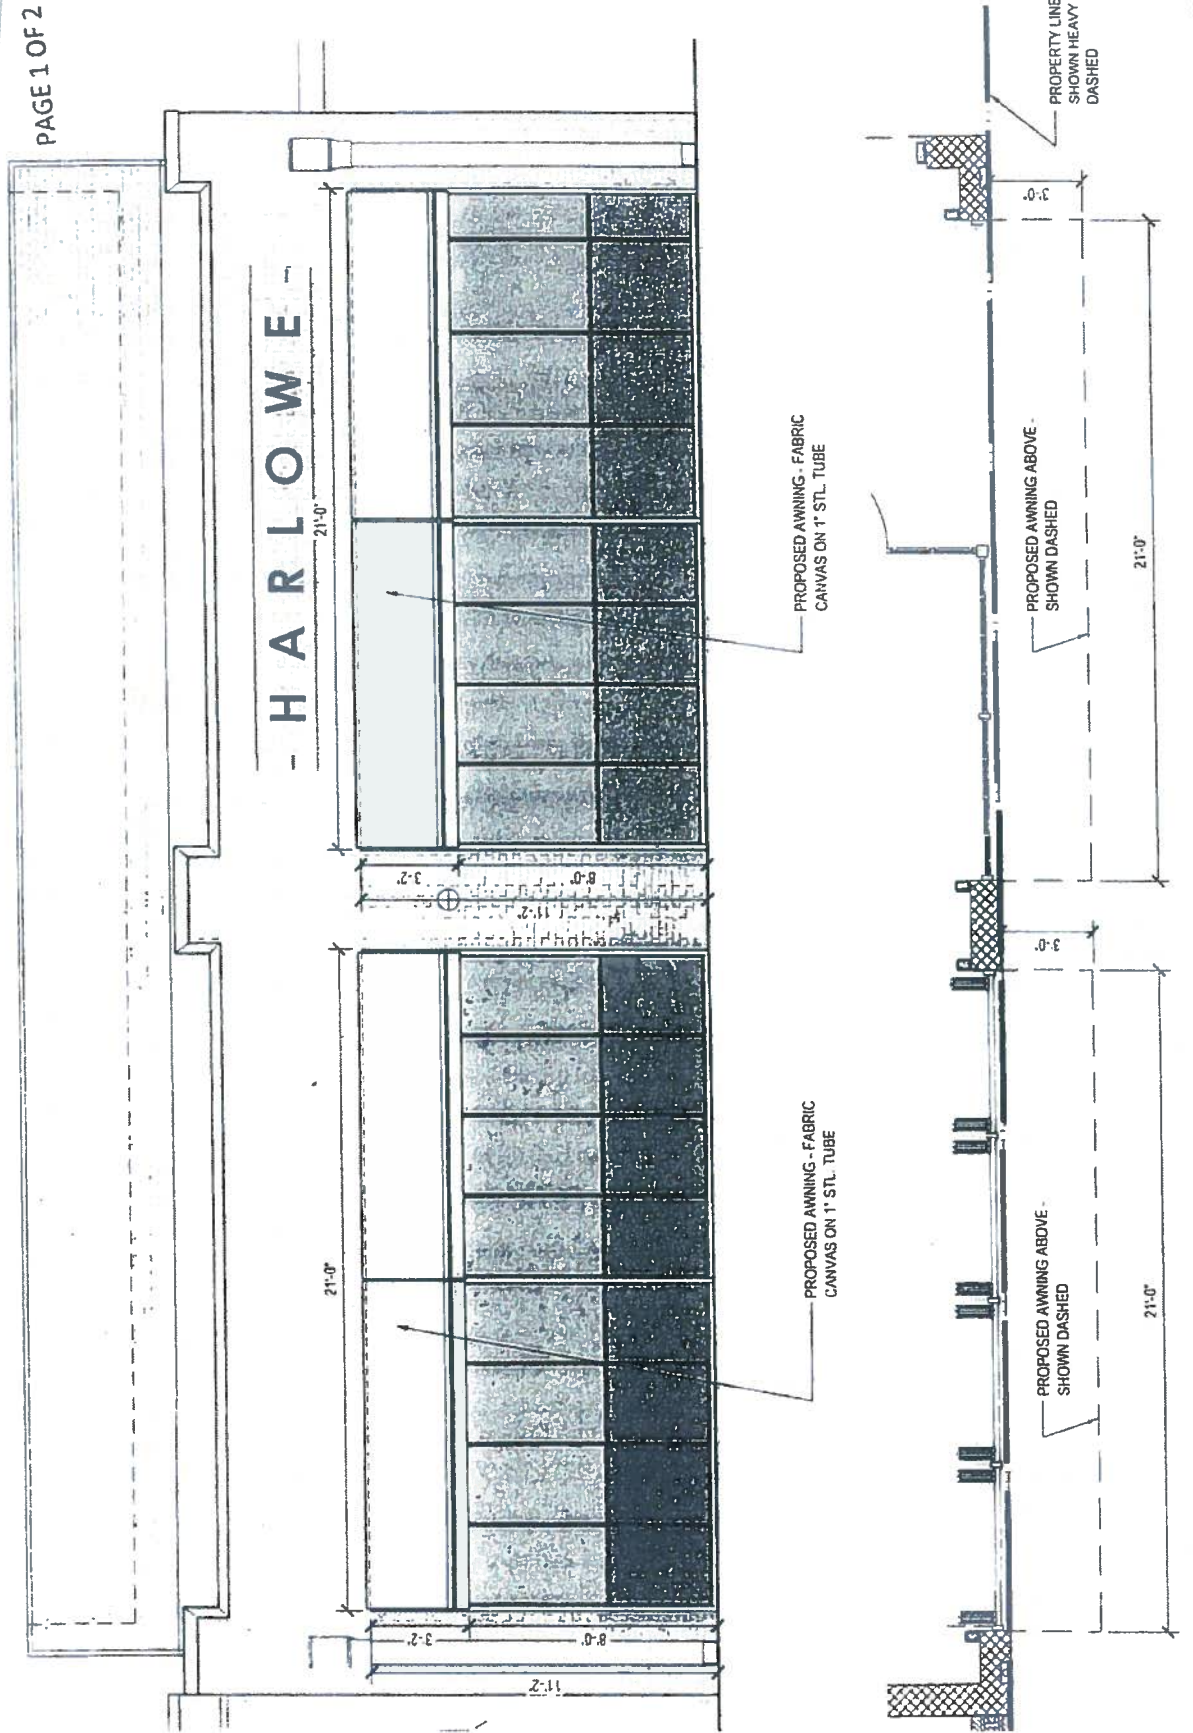 PAGE 1 OF 2
- H A R L O W E -
21'-0"
21'-0"
3'-2"
8'-0"
11'-2"
3'-2"
8'-0"
11'-2"
PROPOSED AWNING - FABRIC
CANVAS ON 1" STL. TUBE
PROPOSED AWNING - FABRIC
CANVAS ON 1" STL. TUBE
3'-0"
3'-0"
PROPERTY LINE
SHOWN HEAVY
DASHED
PROPOSED AWNING ABOVE -
SHOWN DASHED
PROPOSED AWNING ABOVE -
SHOWN DASHED
21'-0"
21'-0"